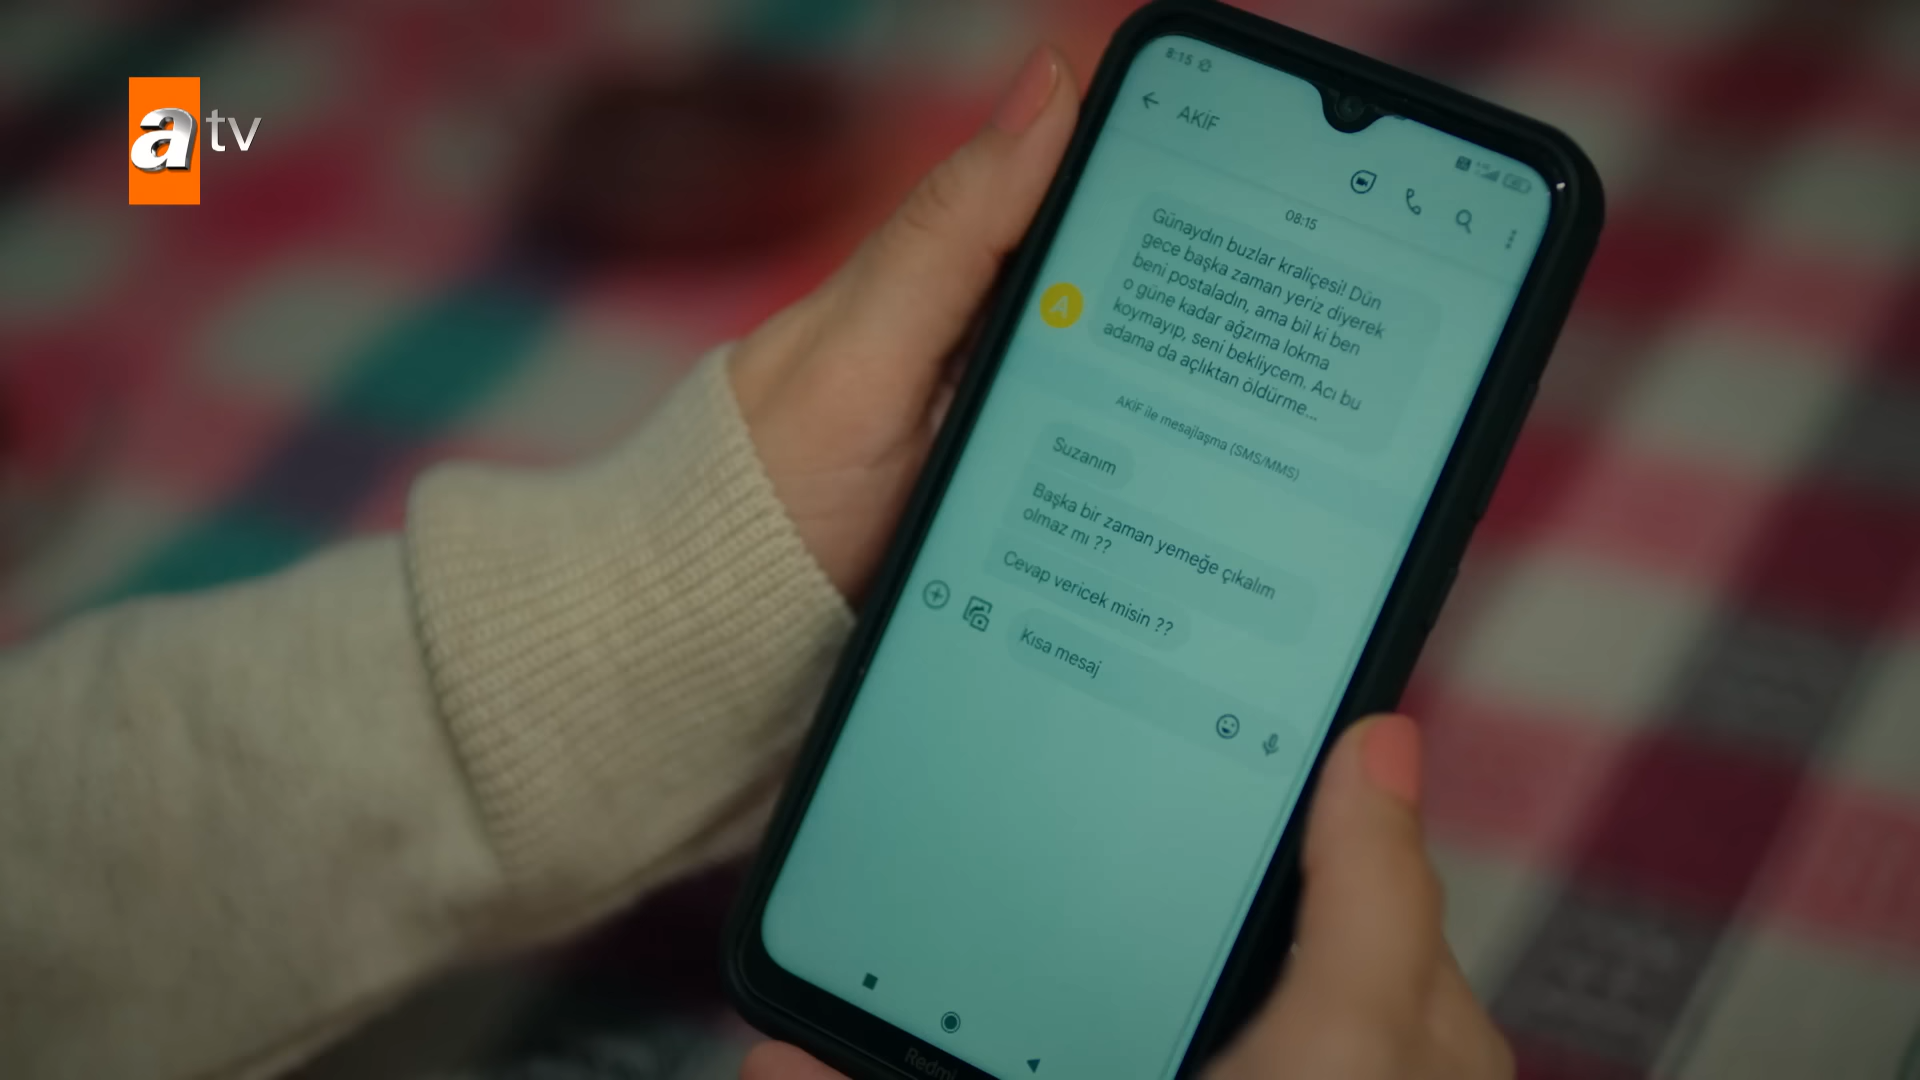 atv
8:15
AKİF
08:15
Günaydın buzlar kraliçesi! Dün
gece başka zaman yeriz diyerek
beni postaladın, ama bil ki ben
o güne kadar ağzıma lokma
koymayıp, seni bekliycem. Acı bu
adama da açlıktan öldürme...
A
AKİF ile mesajlaşma (SMS/MMS)
Suzanım
Başka bir zaman yemeğe çıkalım
olmaz mı ??
Cevap vericek misin ??
Kısa mesaj
Redmi